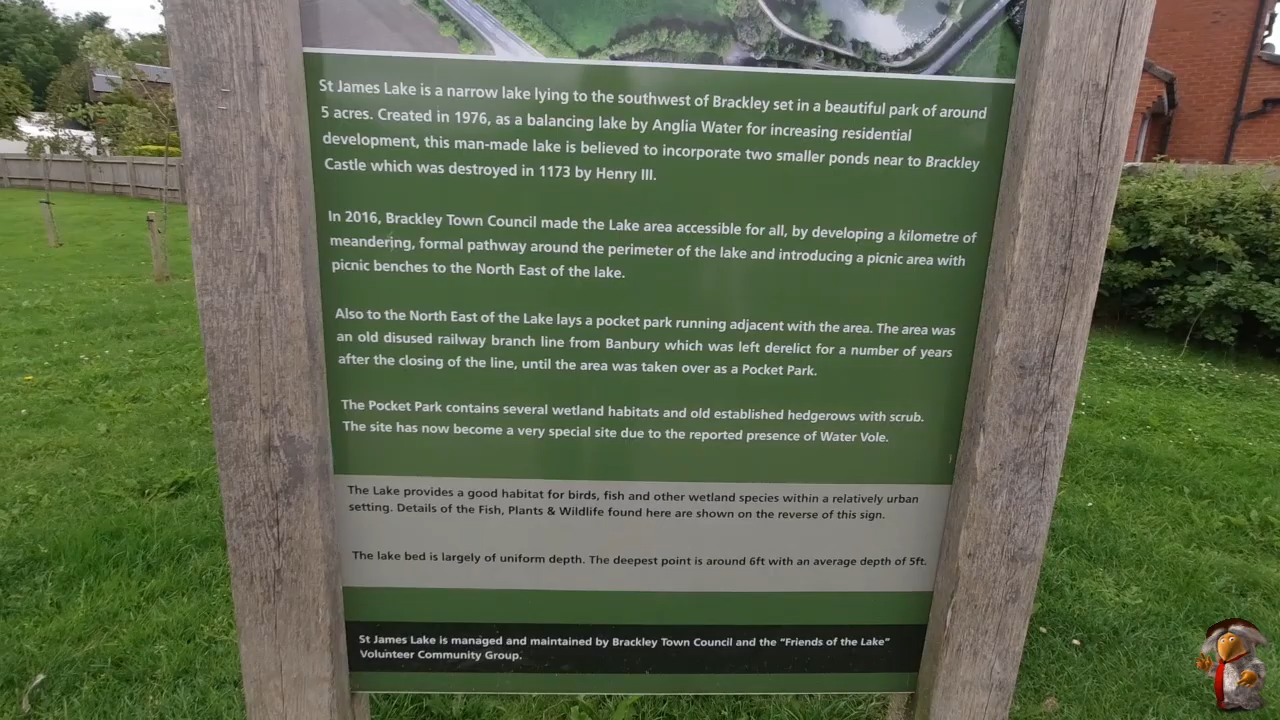 St James Lake is a narrow lake lying to the southwest of Brackley set in a beautiful park of around
5 acres. Created in 1976, as a balancing lake by Anglia Water for increasing residential
development, this man-made lake is believed to incorporate two smaller ponds near to Brackley
Castle which was destroyed in 1173 by Henry III.
In 2016, Brackley Town Council made the Lake area accessible for all, by developing a kilometre of
meandering, formal pathway around the perimeter of the lake and introducing a picnic area with
picnic benches to the North East of the lake.
Also to the North East of the Lake lays a pocket park running adjacent with the area. The area was
an old disused railway branch line from Banbury which was left derelict for a number of years
after the closing of the line, until the area was taken over as a Pocket Park.
The Pocket Park contains several wetland habitats and old established hedgerows with scrub.
The site has now become a very special site due to the reported presence of Water Vole.
The Lake provides a good habitat for birds, fish and other wetland species within a relatively urban
setting. Details of the Fish, Plants & Wildlife found here are shown on the reverse of this sign.
The lake bed is largely of uniform depth. The deepest point is around 6ft with an average depth of 5ft.
St James Lake is managed and maintained by Brackley Town Council and the “Friends of the Lake”
Volunteer Community Group.